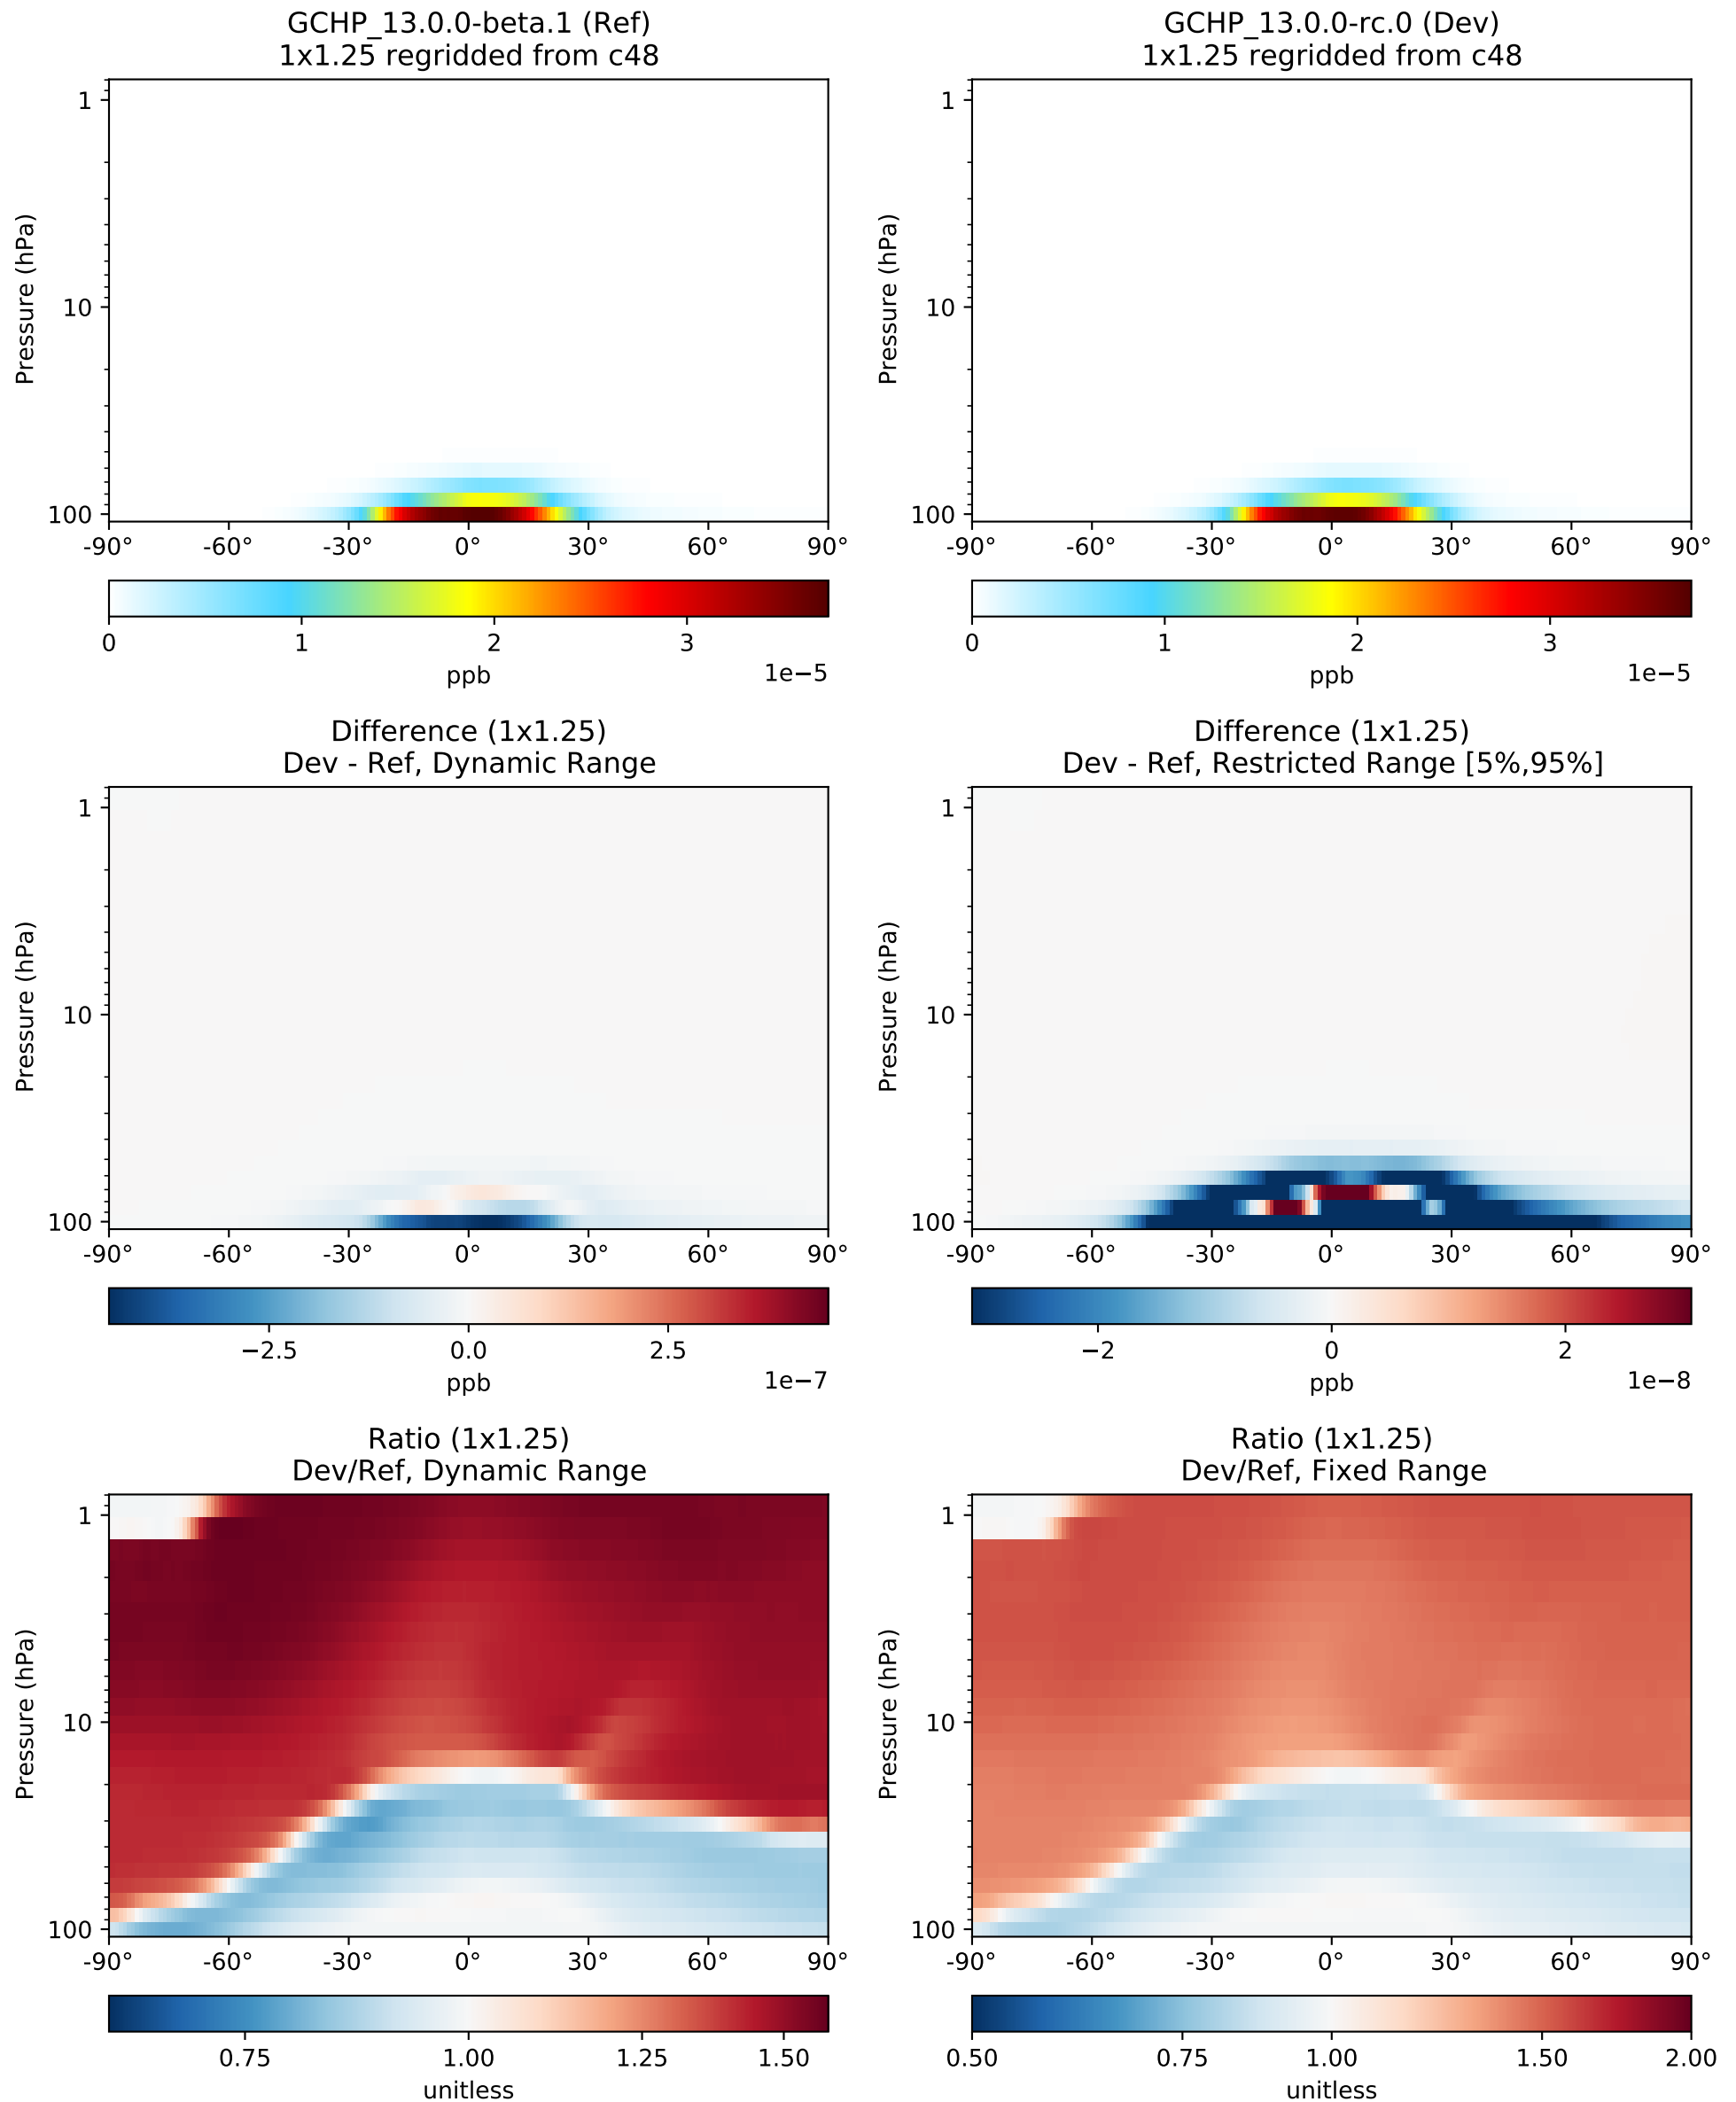 GCHP_13.0.0-beta.1 (Ref)
1x1.25 regridded from c48
Pressure (hPa)
1
10
100
-90° -60° -30° 0° 30° 60° 90°
0 1 2 3
ppb
1e−5
GCHP_13.0.0-rc.0 (Dev)
1x1.25 regridded from c48
Pressure (hPa)
1
10
100
-90° -60° -30° 0° 30° 60° 90°
0 1 2 3
ppb
1e−5
Difference (1x1.25)
Dev - Ref, Dynamic Range
Pressure (hPa)
1
10
100
-90° -60° -30° 0° 30° 60° 90°
−2.5 0.0 2.5
ppb
1e−7
Difference (1x1.25)
Dev - Ref, Restricted Range [5%,95%]
Pressure (hPa)
1
10
100
-90° -60° -30° 0° 30° 60° 90°
−2 0 2
ppb
1e−8
Ratio (1x1.25)
Dev/Ref, Dynamic Range
Pressure (hPa)
1
10
100
-90° -60° -30° 0° 30° 60° 90°
0.75 1.00 1.25 1.50
unitless
Ratio (1x1.25)
Dev/Ref, Fixed Range
Pressure (hPa)
1
10
100
-90° -60° -30° 0° 30° 60° 90°
0.50 0.75 1.00 1.50 2.00
unitless